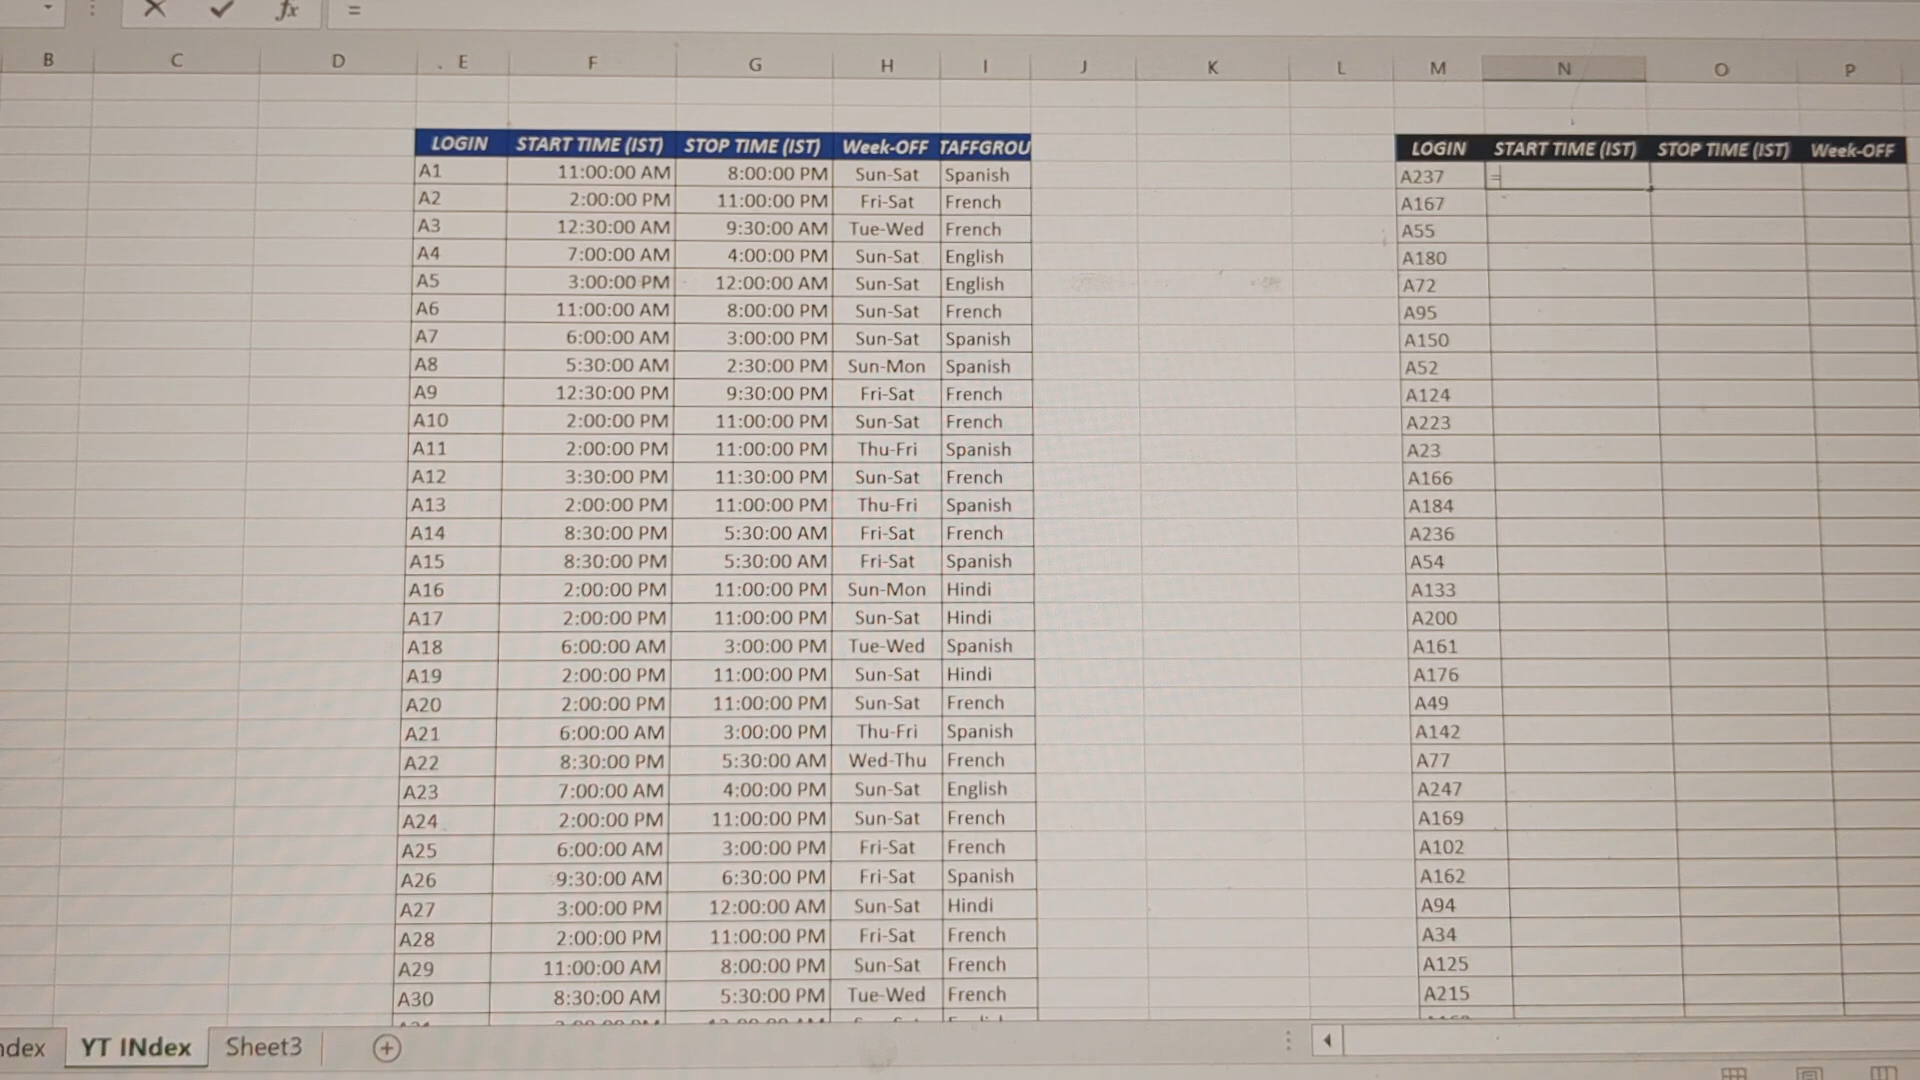 fx =
B C D E F G H I J K L M N O P
LOGIN START TIME (IST) STOP TIME (IST) Week-OFF TAFFGROU LOGIN START TIME (IST) STOP TIME (IST) Week-OFF
A1 11:00:00 AM 8:00:00 PM Sun-Sat Spanish A237 =
A2 2:00:00 PM 11:00:00 PM Fri-Sat French A167
A3 12:30:00 AM 9:30:00 AM Tue-Wed French A55
A4 7:00:00 AM 4:00:00 PM Sun-Sat English A180
A5 3:00:00 PM 12:00:00 AM Sun-Sat English A72
A6 11:00:00 AM 8:00:00 PM Sun-Sat French A95
A7 6:00:00 AM 3:00:00 PM Sun-Sat Spanish A150
A8 5:30:00 AM 2:30:00 PM Sun-Mon Spanish A52
A9 12:30:00 PM 9:30:00 PM Fri-Sat French A124
A10 2:00:00 PM 11:00:00 PM Sun-Sat French A223
A11 2:00:00 PM 11:00:00 PM Thu-Fri Spanish A23
A12 3:30:00 PM 11:30:00 PM Sun-Sat French A166
A13 2:00:00 PM 11:00:00 PM Thu-Fri Spanish A184
A14 8:30:00 PM 5:30:00 AM Fri-Sat French A236
A15 8:30:00 PM 5:30:00 AM Fri-Sat Spanish A54
A16 2:00:00 PM 11:00:00 PM Sun-Mon Hindi A133
A17 2:00:00 PM 11:00:00 PM Sun-Sat Hindi A200
A18 6:00:00 AM 3:00:00 PM Tue-Wed Spanish A161
A19 2:00:00 PM 11:00:00 PM Sun-Sat Hindi A176
A20 2:00:00 PM 11:00:00 PM Sun-Sat French A49
A21 6:00:00 AM 3:00:00 PM Thu-Fri Spanish A142
A22 8:30:00 PM 5:30:00 AM Wed-Thu French A77
A23 7:00:00 AM 4:00:00 PM Sun-Sat English A247
A24 2:00:00 PM 11:00:00 PM Sun-Sat French A169
A25 6:00:00 AM 3:00:00 PM Fri-Sat French A102
A26 9:30:00 AM 6:30:00 PM Fri-Sat Spanish A162
A27 3:00:00 PM 12:00:00 AM Sun-Sat Hindi A94
A28 2:00:00 PM 11:00:00 PM Fri-Sat French A34
A29 11:00:00 AM 8:00:00 PM Sun-Sat French A125
A30 8:30:00 AM 5:30:00 PM Tue-Wed French A215
ndex YT INdex Sheet3